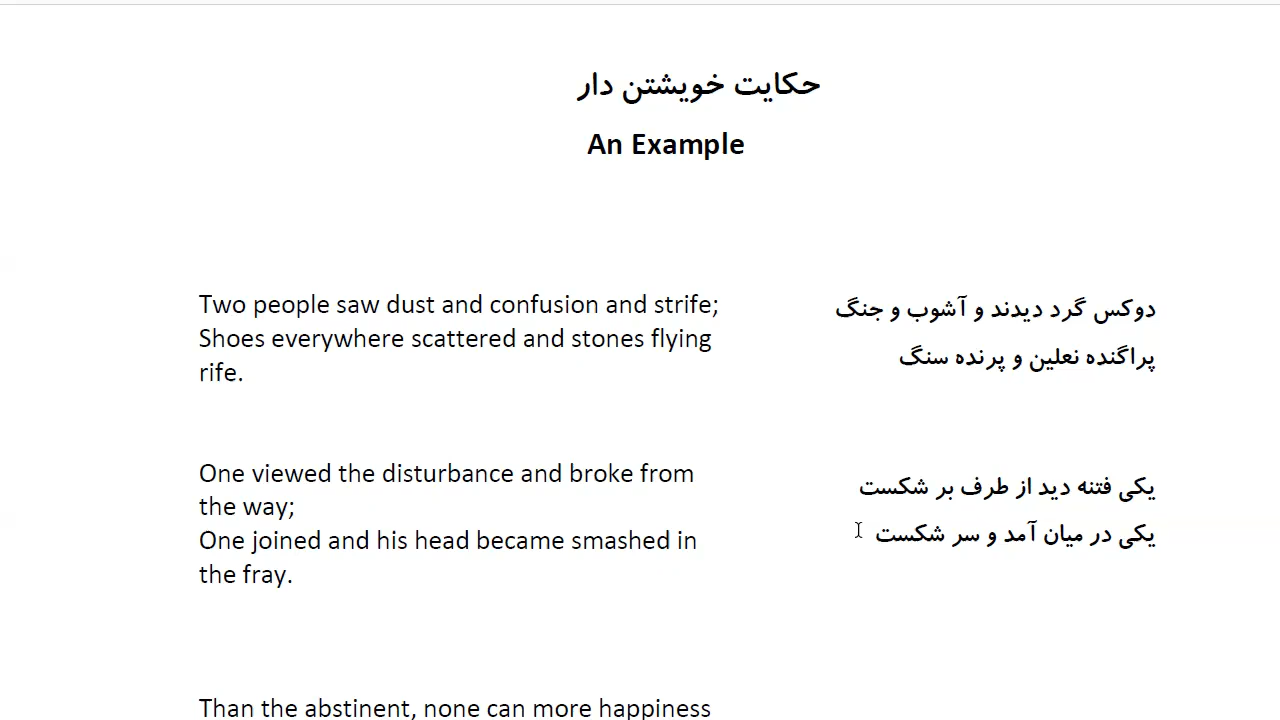 حکایت خویشتن دار
An Example
Two people saw dust and confusion and strife;
Shoes everywhere scattered and stones flying
rife.
دوکس گرد دیدند و آشوب و جنگ
پراگنده نعلین و پرنده سنگ
One viewed the disturbance and broke from
the way;
One joined and his head became smashed in
the fray.
یکی فتنه دید از طرف بر شکست
یکی در میان آمد و سر شکست
Than the abstinent, none can more happiness